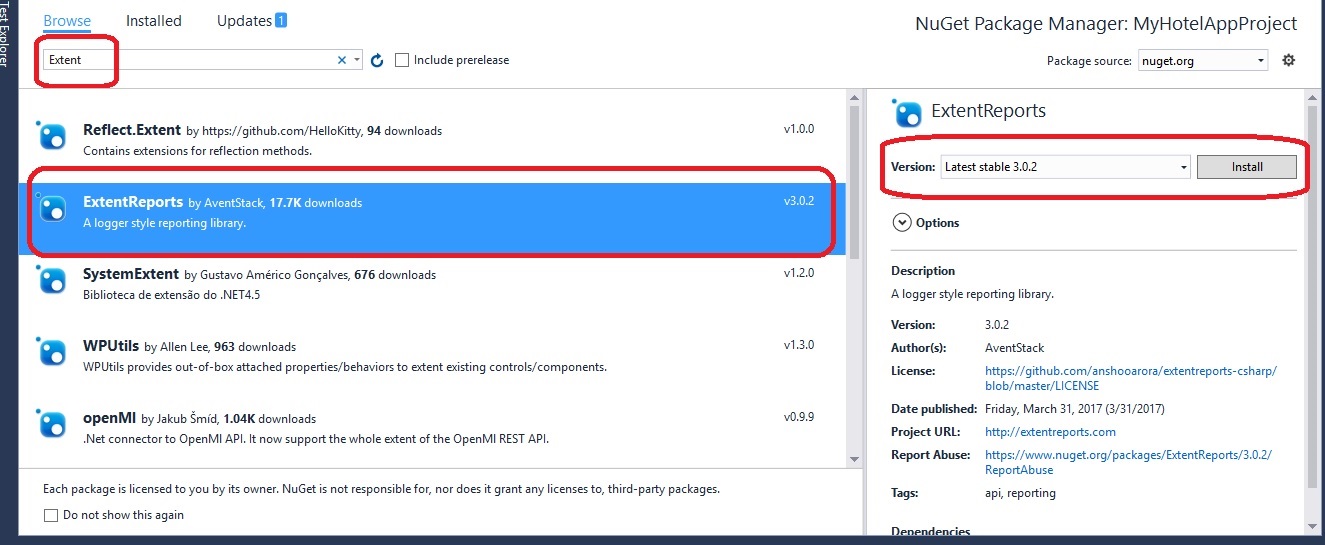 Test Explorer
Browse Installed Updates 1
NuGet Package Manager: MyHotelAppProject
Extent
Include prerelease
Package source: nuget.org
Reflect.Extent by https://github.com/HelloKitty, 94 downloads v1.0.0
Contains extensions for reflection methods.
ExtentReports by AventStack, 17.7K downloads v3.0.2
A logger style reporting library.
SystemExtent by Gustavo Américo Gonçalves, 676 downloads v1.2.0
Biblioteca de extensão do .NET4.5
WPUtils by Allen Lee, 963 downloads v1.3.0
WPUtils provides out-of-box attached properties/behaviors to extent existing controls/components.
openMI by Jakub Šmíd, 1.04K downloads v0.9.9
.Net connector to OpenMI API. It now support the whole extent of the OpenMI REST API.
Each package is licensed to you by its owner. NuGet is not responsible for, nor does it grant any licenses to, third-party packages.
Do not show this again
ExtentReports
Version: Latest stable 3.0.2 Install
Options
Description
A logger style reporting library.
Version: 3.0.2
Author(s): AventStack
License: https://github.com/anshooarora/extentreports-csharp/
blob/master/LICENSE
Date published: Friday, March 31, 2017 (3/31/2017)
Project URL: http://extentreports.com
Report Abuse: https://www.nuget.org/packages/ExtentReports/3.0.2/
ReportAbuse
Tags: api, reporting
Dependencies